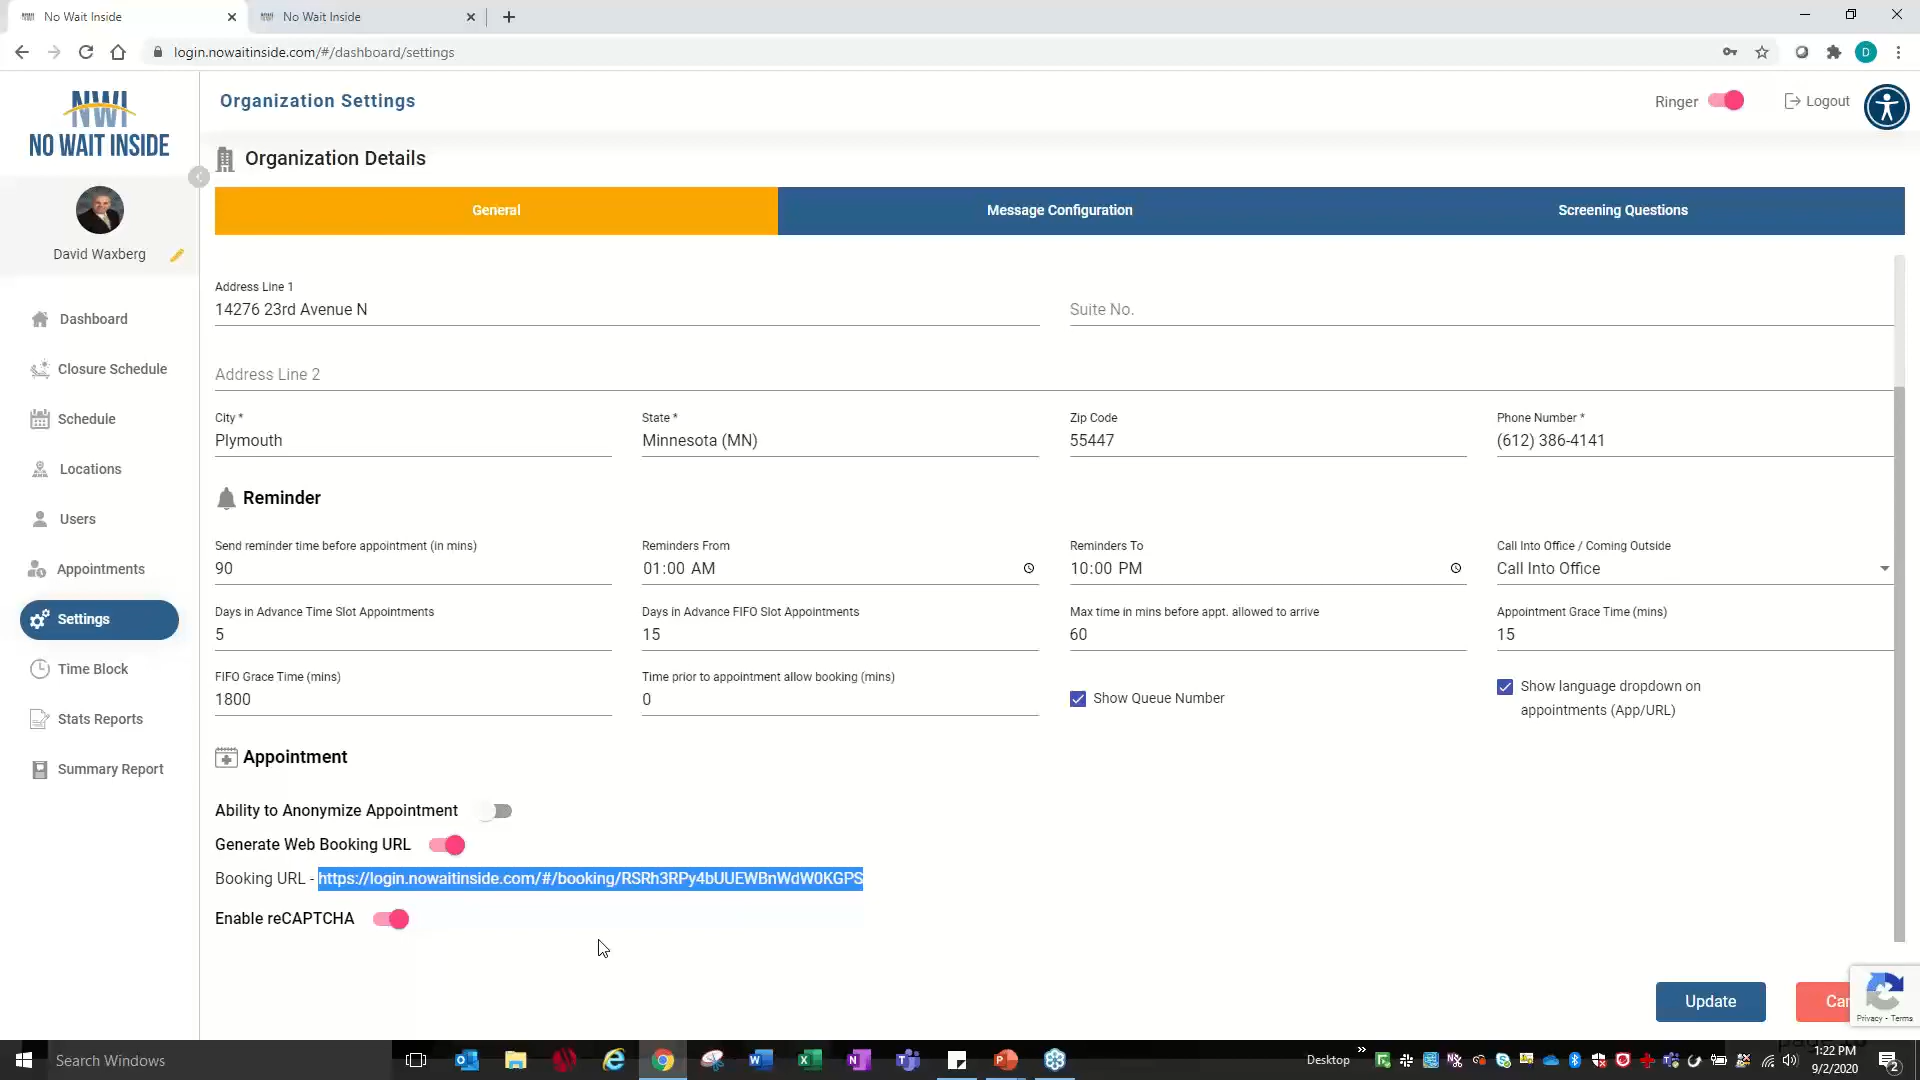 No Wait Inside
No Wait Inside
login.nowaitinside.com/#/dashboard/settings
D
NWI
NO WAIT INSIDE
Organization Settings
Ringer
Logout
David Waxberg
Dashboard
Closure Schedule
Schedule
Locations
Users
Appointments
Settings
Time Block
Stats Reports
Summary Report
Organization Details
General
Message Configuration
Screening Questions
Address Line 1
14276 23rd Avenue N
Suite No.
Address Line 2
City *
Plymouth
State *
Minnesota (MN)
Zip Code
55447
Phone Number *
(612) 386-4141
Reminder
Send reminder time before appointment (in mins)
90
Reminders From
01:00 AM
Reminders To
10:00 PM
Call Into Office / Coming Outside
Call Into Office
Days in Advance Time Slot Appointments
5
Days in Advance FIFO Slot Appointments
15
Max time in mins before appt. allowed to arrive
60
Appointment Grace Time (mins)
15
FIFO Grace Time (mins)
1800
Time prior to appointment allow booking (mins)
0
Show Queue Number
Show language dropdown on
appointments (App/URL)
Appointment
Ability to Anonymize Appointment
Generate Web Booking URL
Booking URL - https://login.nowaitinside.com/#/booking/RSRh3RPy4bUUEWBnWdW0KGPS
Enable reCAPTCHA
Update
Can
Privacy - Terms
Search Windows
Desktop
1:22 PM
9/2/2020
2